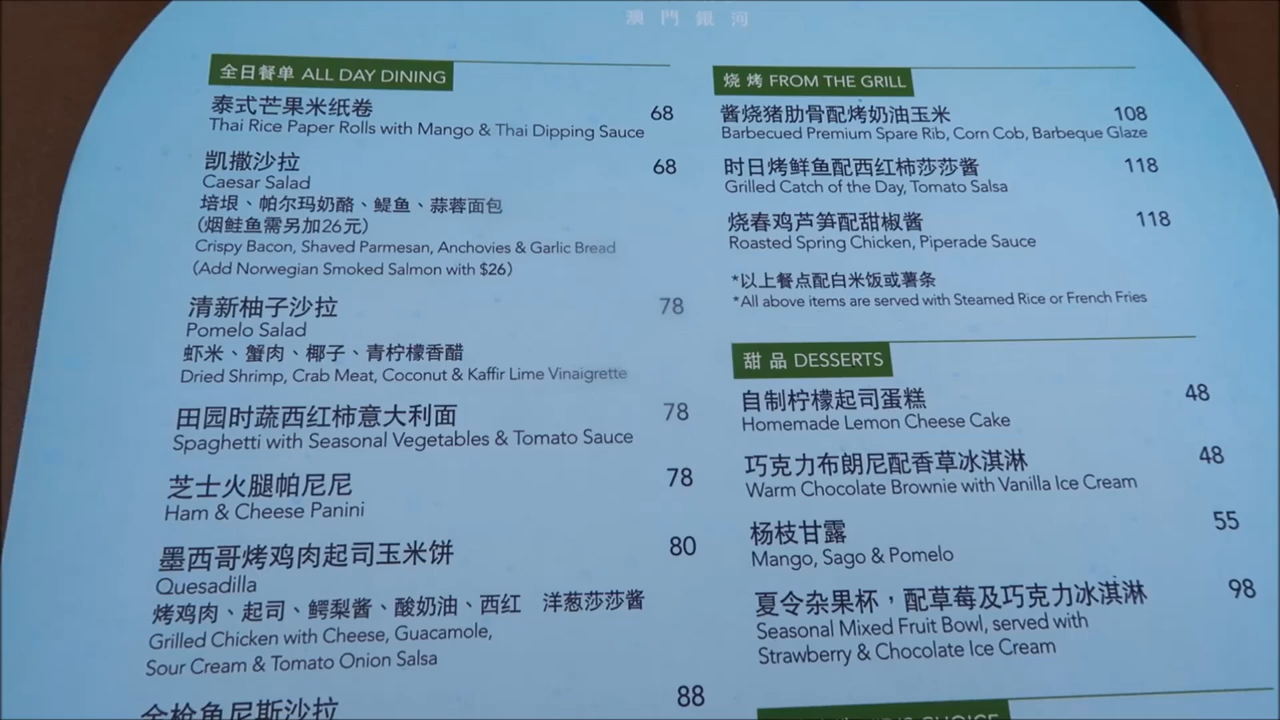 澳門銀河
全日餐单 ALL DAY DINING
泰式芒果米纸卷 68
Thai Rice Paper Rolls with Mango & Thai Dipping Sauce
凯撒沙拉 68
Caesar Salad
培垠、帕尔玛奶酪、鳀鱼、蒜蓉面包
(烟鲑鱼需另加26元)
Crispy Bacon, Shaved Parmesan, Anchovies & Garlic Bread
(Add Norwegian Smoked Salmon with $26)
清新柚子沙拉 78
Pomelo Salad
虾米、蟹肉、椰子、青柠檬香醋
Dried Shrimp, Crab Meat, Coconut & Kaffir Lime Vinaigrette
田园时蔬西红柿意大利面 78
Spaghetti with Seasonal Vegetables & Tomato Sauce
芝士火腿帕尼尼 78
Ham & Cheese Panini
墨西哥烤鸡肉起司玉米饼 80
Quesadilla
烤鸡肉、起司、鳄梨酱、酸奶油、西红 洋葱莎莎酱
Grilled Chicken with Cheese, Guacamole,
Sour Cream & Tomato Onion Salsa
金枪鱼尼斯沙拉 88
烧烤 FROM THE GRILL
酱烧猪肋骨配烤奶油玉米 108
Barbecued Premium Spare Rib, Corn Cob, Barbeque Glaze
时日烤鲜鱼配西红柿莎莎酱 118
Grilled Catch of the Day, Tomato Salsa
烧春鸡芦笋配甜椒酱 118
Roasted Spring Chicken, Piperade Sauce
*以上餐点配白米饭或薯条
*All above items are served with Steamed Rice or French Fries
甜品 DESSERTS
自制柠檬起司蛋糕 48
Homemade Lemon Cheese Cake
巧克力布朗尼配香草冰淇淋 48
Warm Chocolate Brownie with Vanilla Ice Cream
杨枝甘露 55
Mango, Sago & Pomelo
夏令杂果杯，配草莓及巧克力冰淇淋 98
Seasonal Mixed Fruit Bowl, served with
Strawberry & Chocolate Ice Cream
CHOICE